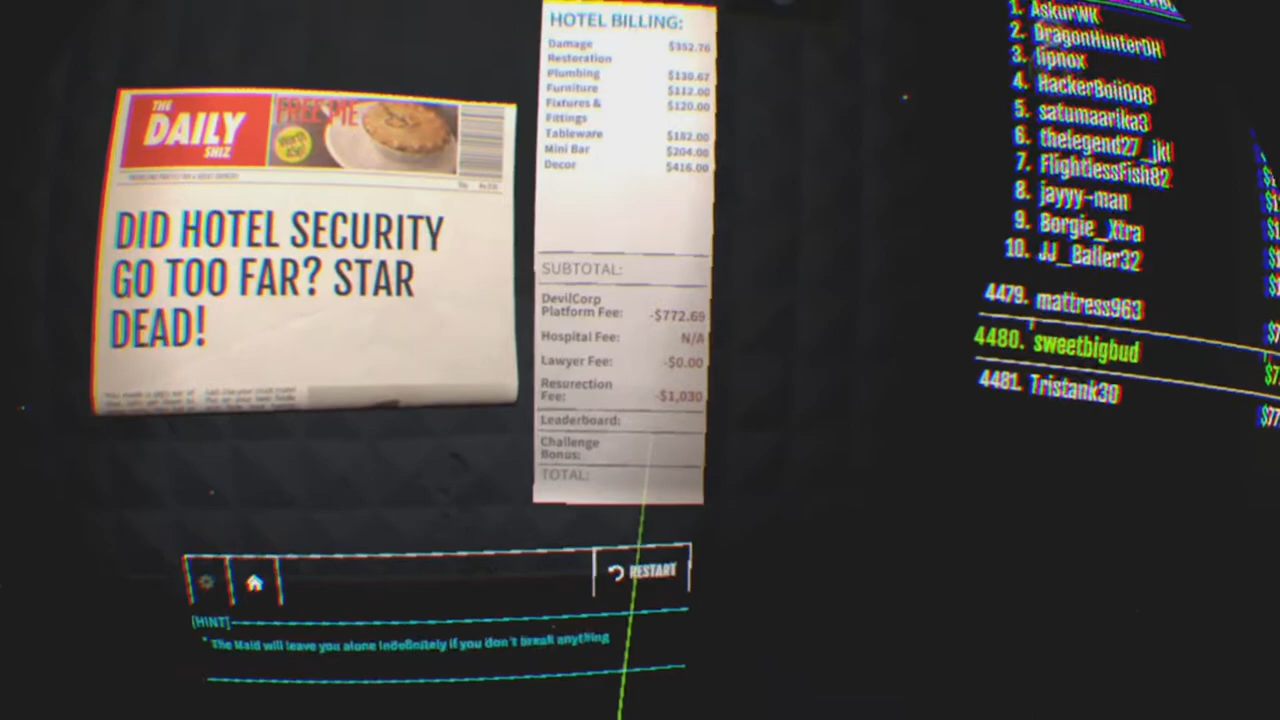 THE
DAILY
SHIZ
FREE PIE
DID HOTEL SECURITY
GO TOO FAR? STAR
DEAD!
HOTEL BILLING:
Damage $352.76
Restoration
Plumbing $130.67
Furniture $112.00
Fixtures & $120.00
Fittings
Tableware $182.00
Mini Bar $204.00
Decor $416.00
SUBTOTAL:
DevilCorp
Platform Fee: -$772.69
Hospital Fee: N/A
Lawyer Fee: -$0.00
Resurection
Fee: -$1,030
Leaderboard:
Challenge
Bonus:
TOTAL:
RESTART
[HINT]
* The Maid will leave you alone indefinitely if you don't break anything
1. AskurWK
2. DragonHunterDH
3. lipnox
4. HackerBoii008
5. satumaarika3
6. thelegend27_jkl
7. FlightlessFish82
8. jayyy-man
9. Borgie_Xtra
10. JJ_Baller32
4479. mattress963
4480. sweetbigbud
4481. Tristank30